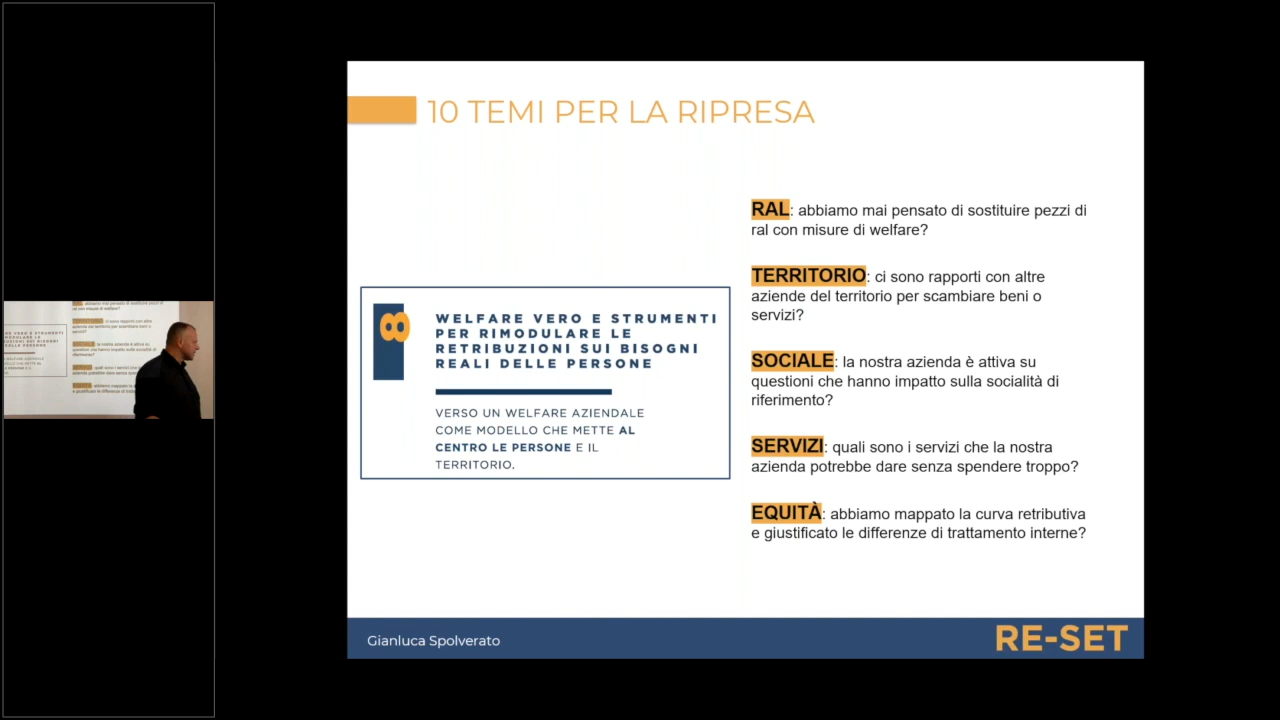 10 TEMI PER LA RIPRESA
8
WELFARE VERO E STRUMENTI
PER RIMODULARE LE
RETRIBUZIONI SUI BISOGNI
REALI DELLE PERSONE
VERSO UN WELFARE AZIENDALE
COME MODELLO CHE METTE AL
CENTRO LE PERSONE E IL
TERRITORIO.
RAL: abbiamo mai pensato di sostituire pezzi di
ral con misure di welfare?
TERRITORIO: ci sono rapporti con altre
aziende del territorio per scambiare beni o
servizi?
SOCIALE: la nostra azienda è attiva su
questioni che hanno impatto sulla socialità di
riferimento?
SERVIZI: quali sono i servizi che la nostra
azienda potrebbe dare senza spendere troppo?
EQUITÀ: abbiamo mappato la curva retributiva
e giustificato le differenze di trattamento interne?
Gianluca Spolverato
RE-SET